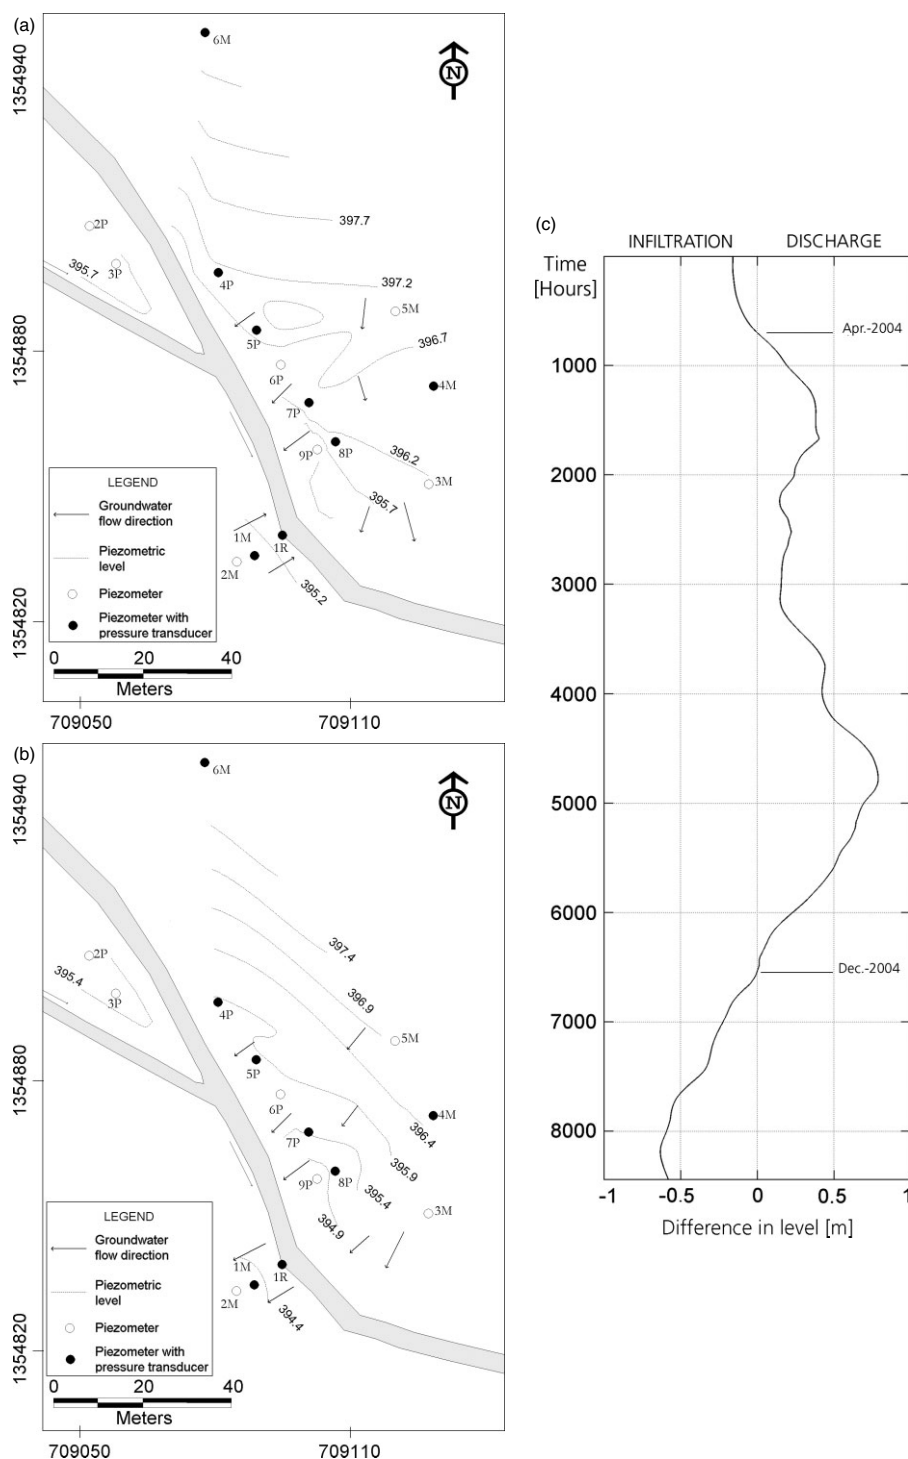 (a)
6M
N
1354940
2P
3P
395.7
397.7
4P
397.2
5M
5P
396.7
1354880
6P
4M
7P
9P
8P
396.2
3M
395.7
LEGEND
Groundwater
flow direction
Piezometric
level
Piezometer
Piezometer with
pressure transducer
1M
1R
2M
395.2
1354820
0 20 40
Meters
709050 709110
(b)
6M
N
1354940
2P
395.4
3P
397.4
396.9
4P
5M
5P
1354880
6P
4M
396.4
7P
395.9
9P
8P
395.4
3M
394.9
LEGEND
Groundwater
flow direction
Piezometric
level
Piezometer
Piezometer with
pressure transducer
1M
1R
2M
394.4
1354820
0 20 40
Meters
709050 709110
(c)
INFILTRATION DISCHARGE
Time
[Hours]
Apr.-2004
1000
2000
3000
4000
5000
6000
Dec.-2004
7000
8000
-1 -0.5 0 0.5 1
Difference in level [m]